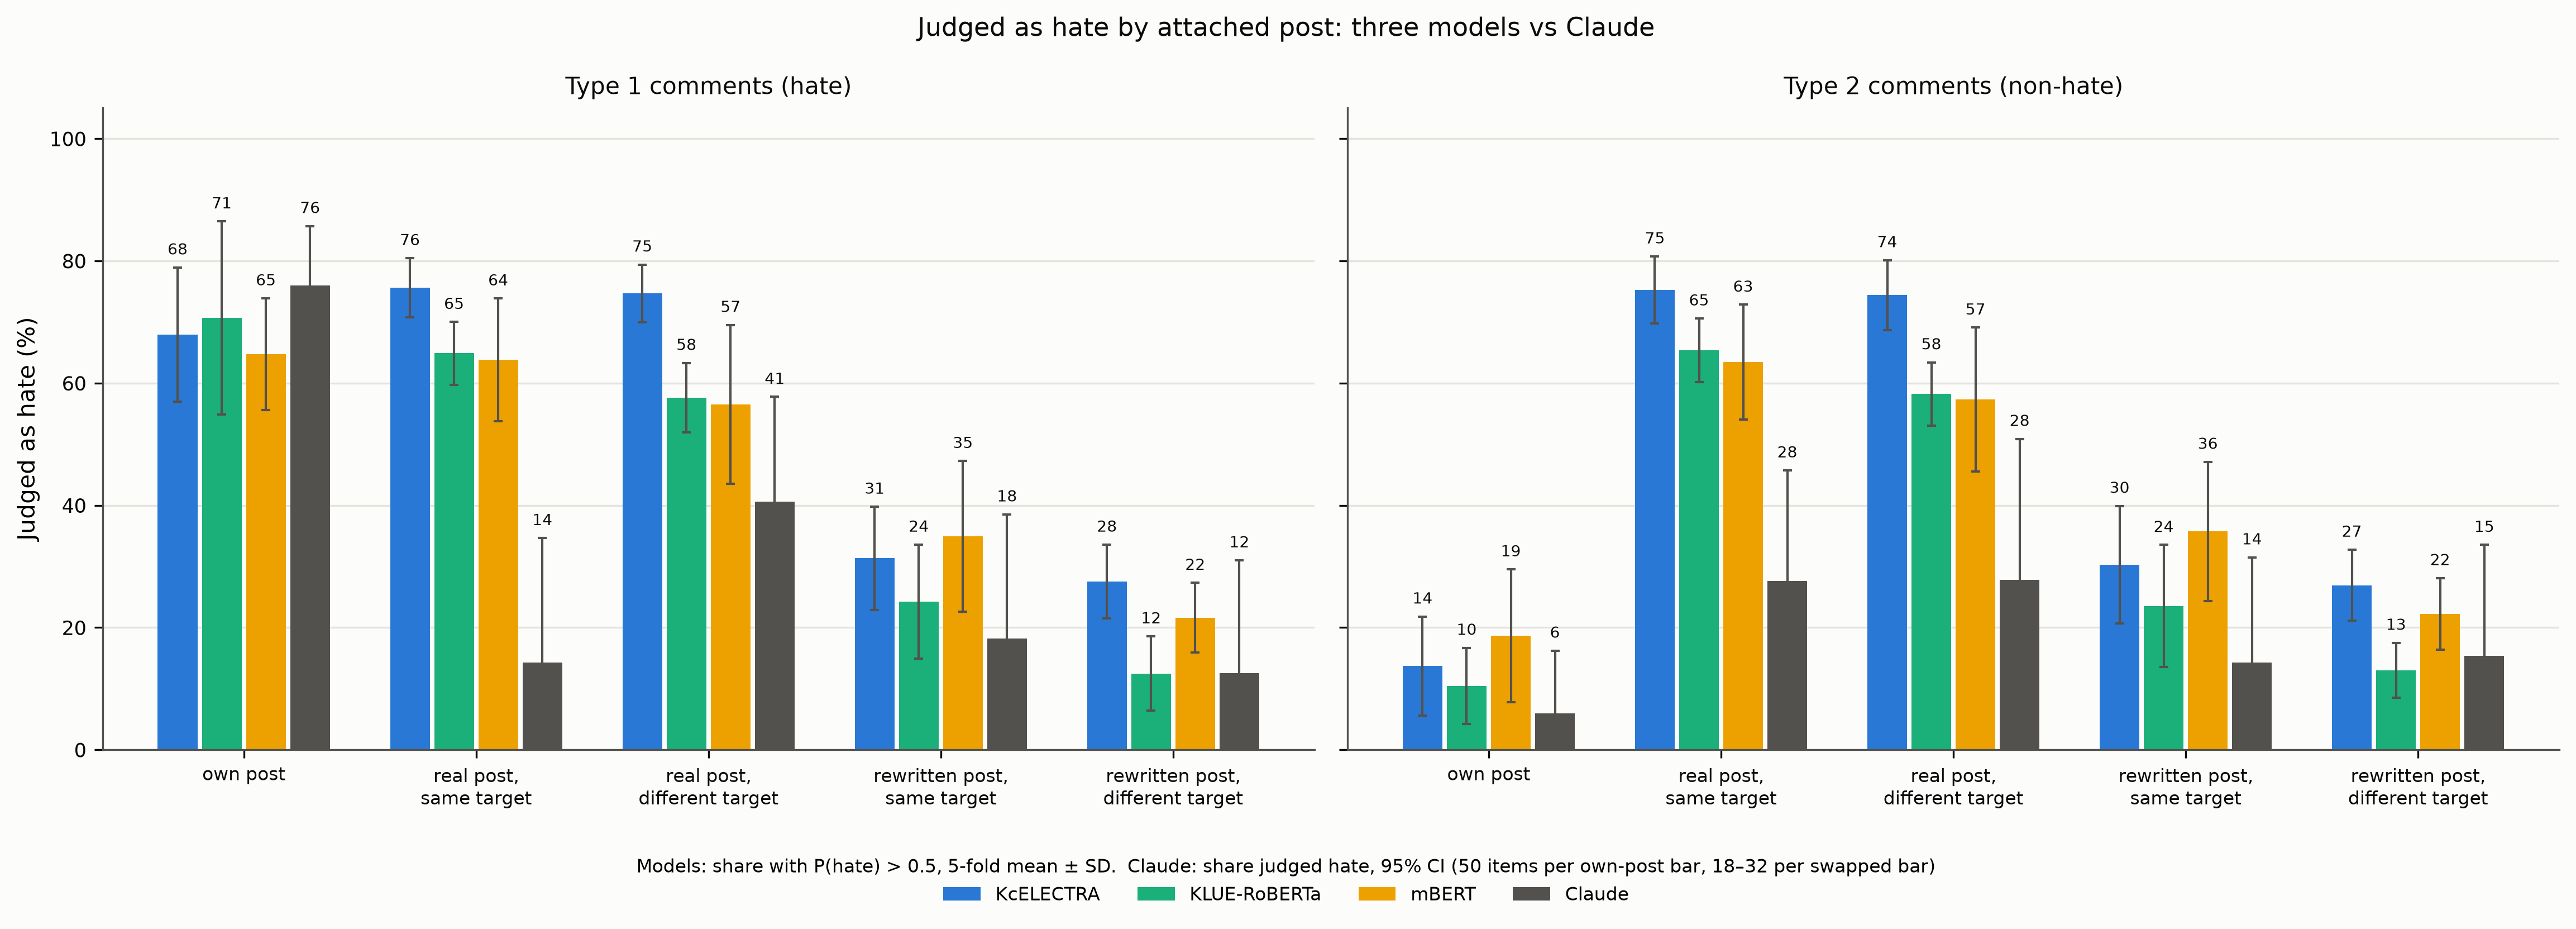 Judged as hate by attached post: three models vs Claude
Type 1 comments (hate)
Judged as hate (%)
100
80
60
40
20
0
68
71
65
76
76
65
64
14
75
58
57
41
31
24
35
18
28
12
22
12
own post
real post,
same target
real post,
different target
rewritten post,
same target
rewritten post,
different target
Type 2 comments (non-hate)
14
10
19
6
75
65
63
28
74
58
57
28
30
24
36
14
27
13
22
15
own post
real post,
same target
real post,
different target
rewritten post,
same target
rewritten post,
different target
Models: share with P(hate) > 0.5, 5-fold mean ± SD.  Claude: share judged hate, 95% CI (50 items per own-post bar, 18–32 per swapped bar)
KcELECTRA
KLUE-RoBERTa
mBERT
Claude